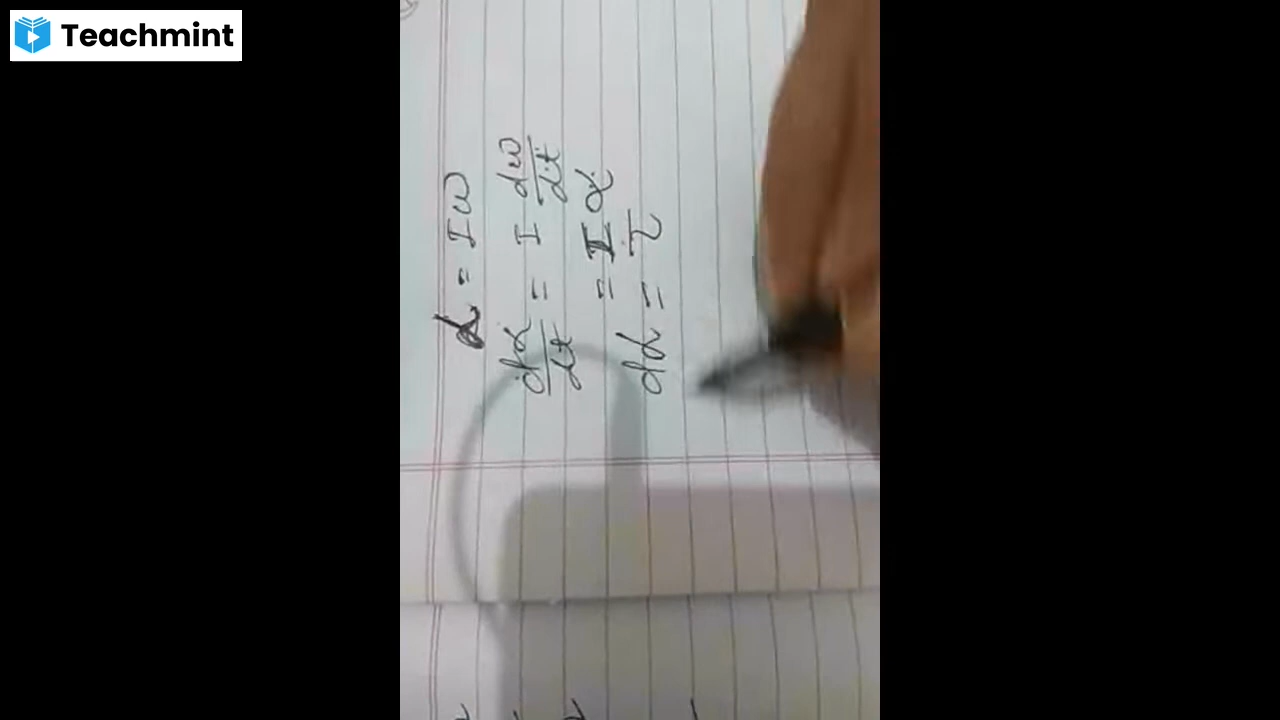 Teachmint
L = Iω
dL/dt = I dω/dt
= Iα
dL = τ